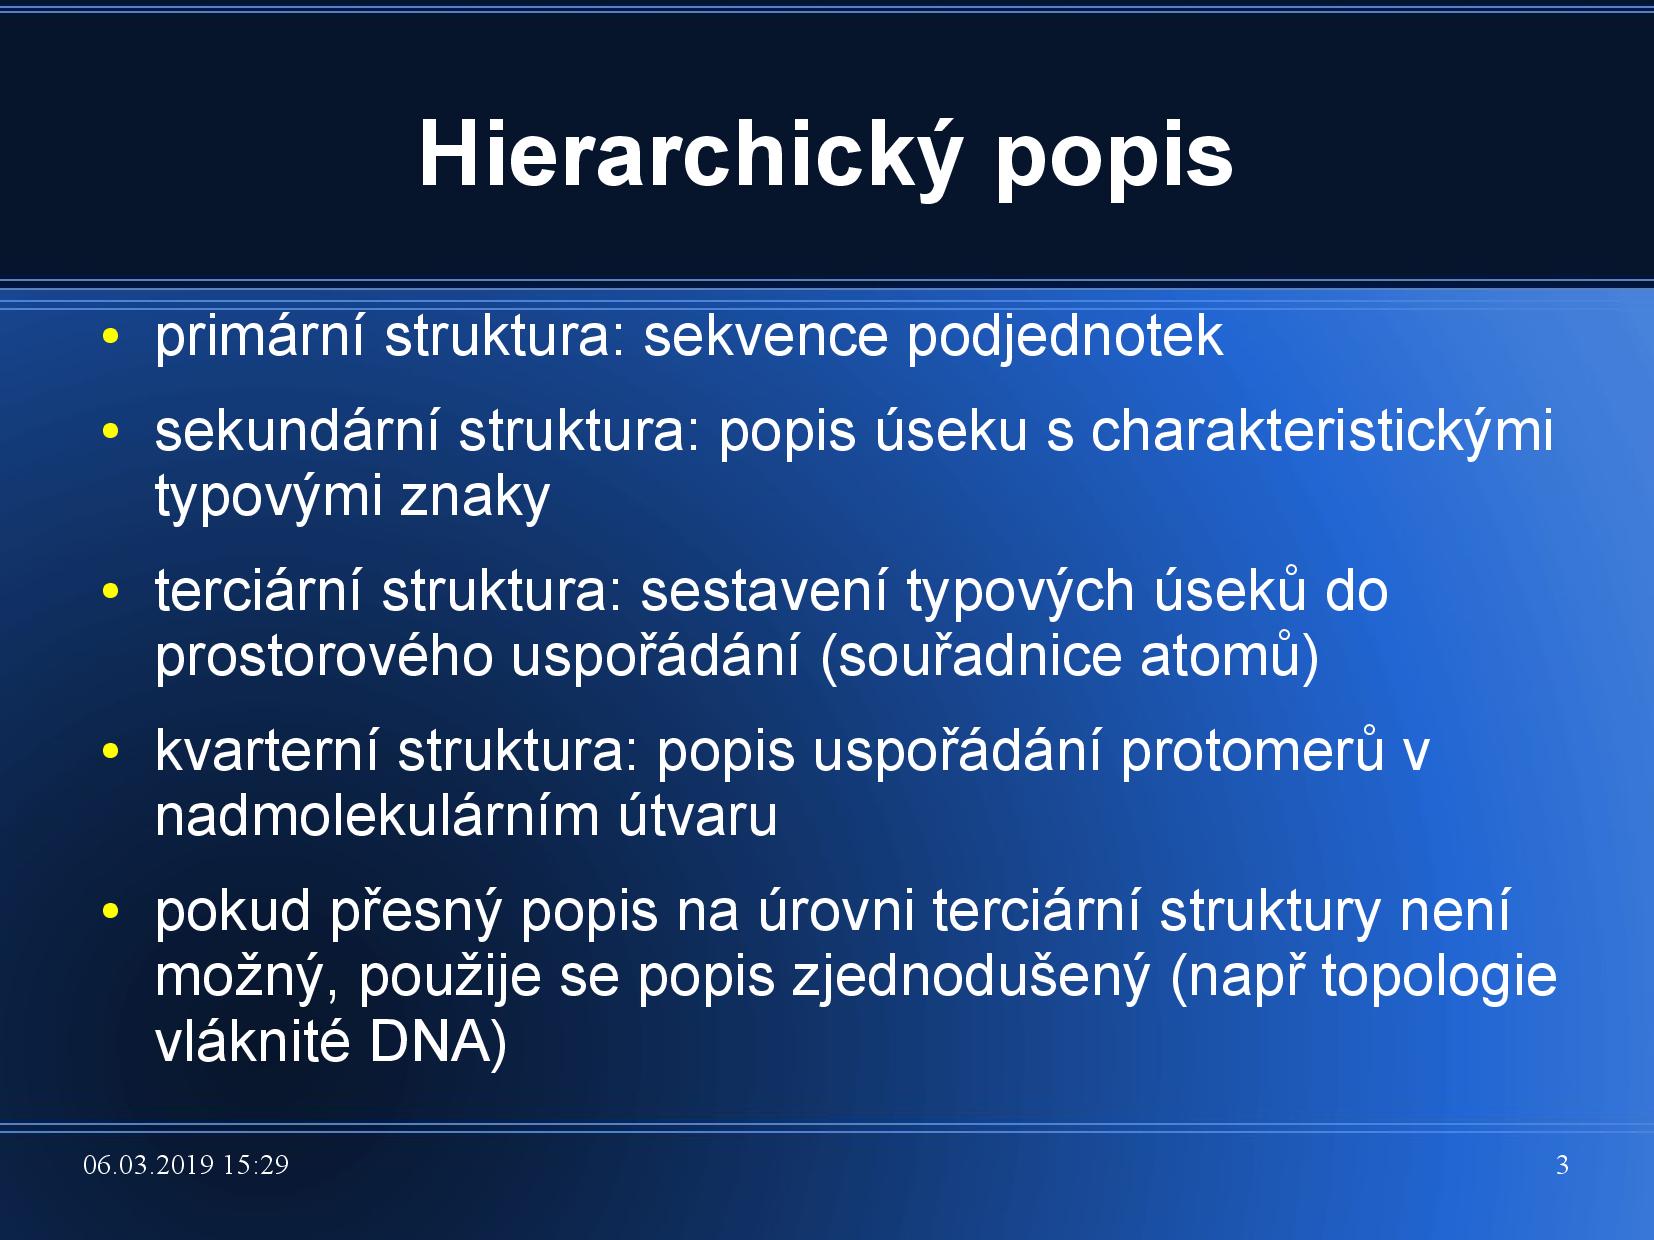 Hierarchický popis
primární struktura: sekvence podjednotek
sekundární struktura: popis úseku s charakteristickými
typovými znaky
terciární struktura: sestavení typových úseků do
prostorového uspořádání (souřadnice atomů)
kvarterní struktura: popis uspořádání protomerů v
nadmolekulárním útvaru
pokud přesný popis na úrovni terciární struktury není
možný, použije se popis zjednodušený (např topologie
vláknité DNA)
06.03.2019 15:29
3